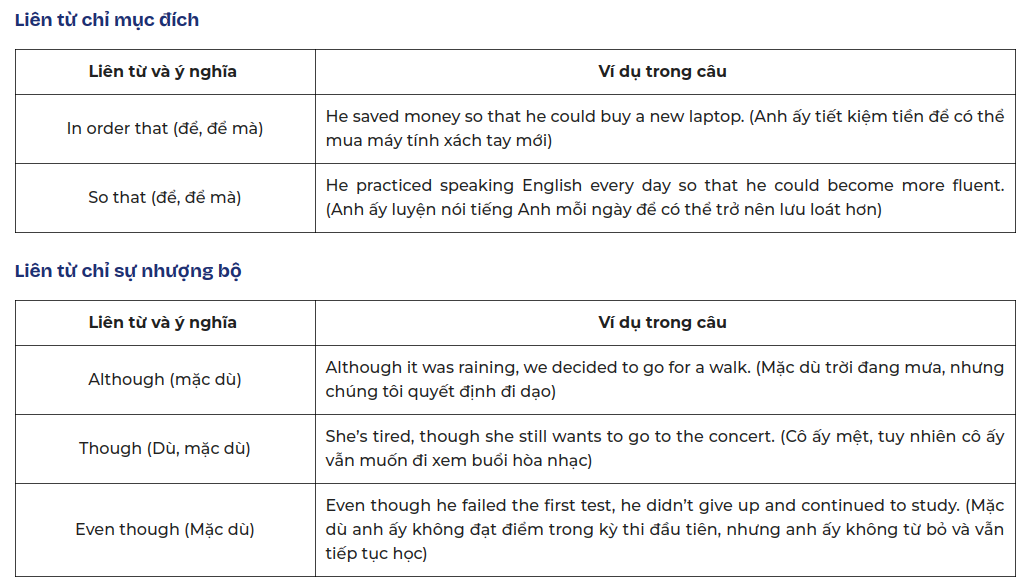 Liên từ chỉ mục đích
Liên từ và ý nghĩa
Ví dụ trong câu
In order that (để, để mà)
He saved money so that he could buy a new laptop. (Anh ấy tiết kiệm tiền để có thể
mua máy tính xách tay mới)
So that (để, để mà)
He practiced speaking English every day so that he could become more fluent.
(Anh ấy luyện nói tiếng Anh mỗi ngày để có thể trở nên lưu loát hơn)
Liên từ chỉ sự nhượng bộ
Liên từ và ý nghĩa
Ví dụ trong câu
Although (mặc dù)
Although it was raining, we decided to go for a walk. (Mặc dù trời đang mưa, nhưng
chúng tôi quyết định đi dạo)
Though (Dù, mặc dù)
She’s tired, though she still wants to go to the concert. (Cô ấy mệt, tuy nhiên cô ấy
vẫn muốn đi xem buổi hòa nhạc)
Even though (Mặc dù)
Even though he failed the first test, he didn’t give up and continued to study. (Mặc
dù anh ấy không đạt điểm trong kỳ thi đầu tiên, nhưng anh ấy không từ bỏ và vẫn
tiếp tục học)